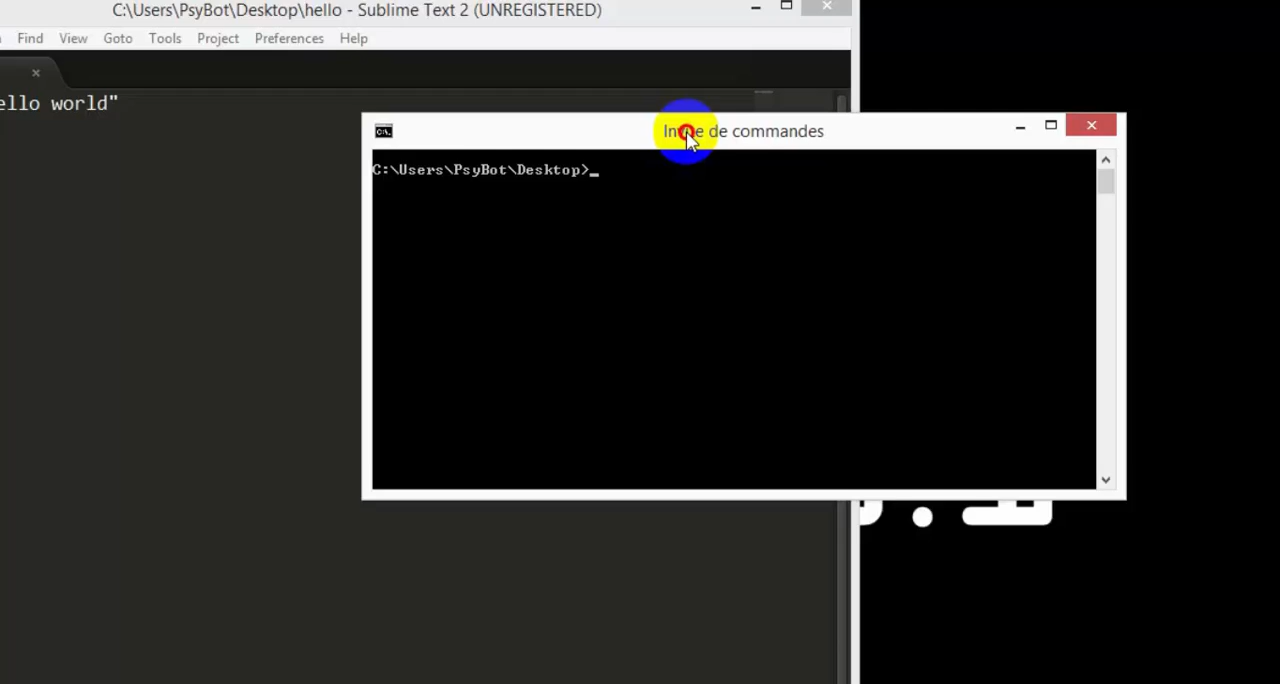 C:\Users\PsyBot\Desktop\hello - Sublime Text 2 (UNREGISTERED)
Find View Goto Tools Project Preferences Help
ello world"
Invite de commandes
C:\Users\PsyBot\Desktop>_